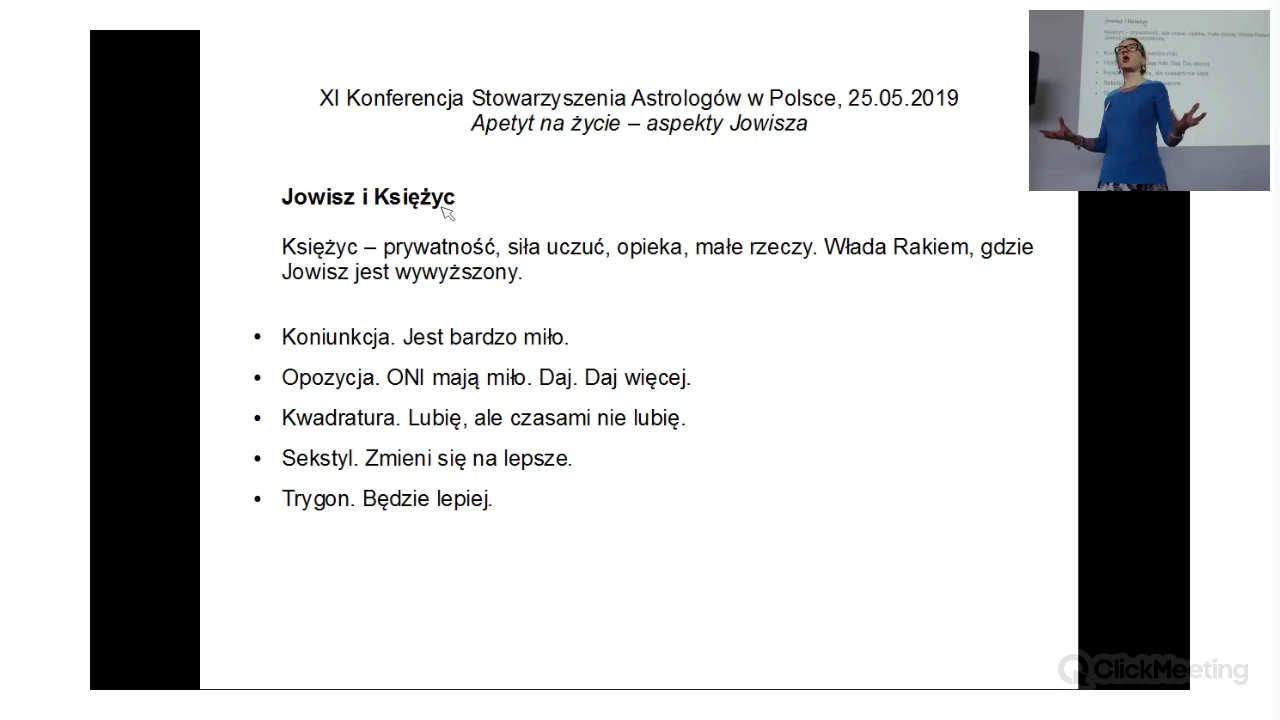 XI Konferencja Stowarzyszenia Astrologów w Polsce, 25.05.2019
Apetyt na życie – aspekty Jowisza
Jowisz i Księżyc
Księżyc – prywatność, siła uczuć, opieka, małe rzeczy. Włada Rakiem, gdzie
Jowisz jest wywyższony.
• Koniunkcja. Jest bardzo miło.
• Opozycja. ONI mają miło. Daj. Daj więcej.
• Kwadratura. Lubię, ale czasami nie lubię.
• Sekstyl. Zmieni się na lepsze.
• Trygon. Będzie lepiej.
Jowisz i Księżyc
ClickMeeting